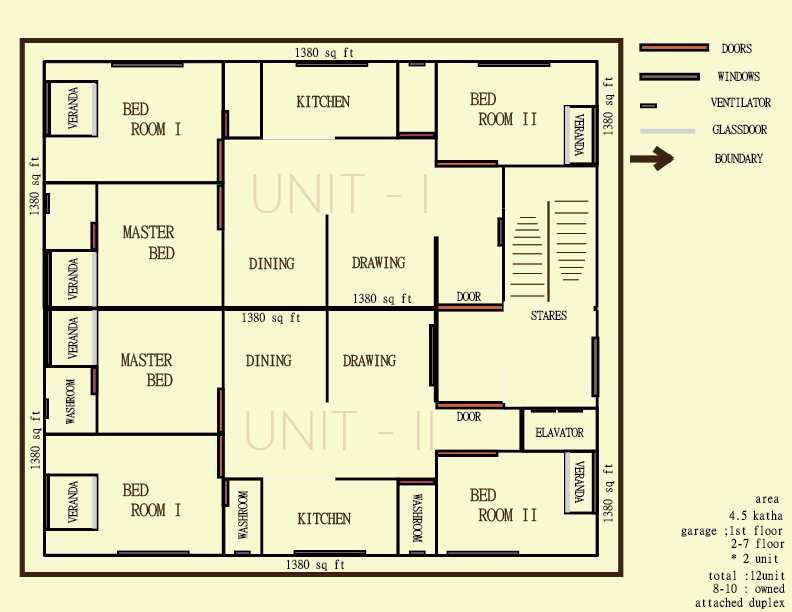 1380 sq ft
VERANDA
BED
ROOM I
KITCHEN
BED
ROOM II
VERANDA
1380 sq ft
DOORS
WINDOWS
VENTILATOR
GLASSDOOR
BOUNDARY
1380 sq ft
UNIT - I
MASTER
BED
VERANDA
DINING
DRAWING
1380 sq ft
DOOR
STARES
1380 sq ft
VERANDA
MASTER
BED
DINING
DRAWING
WASHROOM
UNIT - II
DOOR
ELAVATOR
1380 sq ft
VERANDA
BED
ROOM I
WASHROOM
KITCHEN
WASHROOM
BED
ROOM II
VERANDA
1380 sq ft
1380 sq ft
area
4.5 katha
garage ;1st floor
2-7 floor
* 2 unit
total :12unit
8-10 : owned
attached duplex